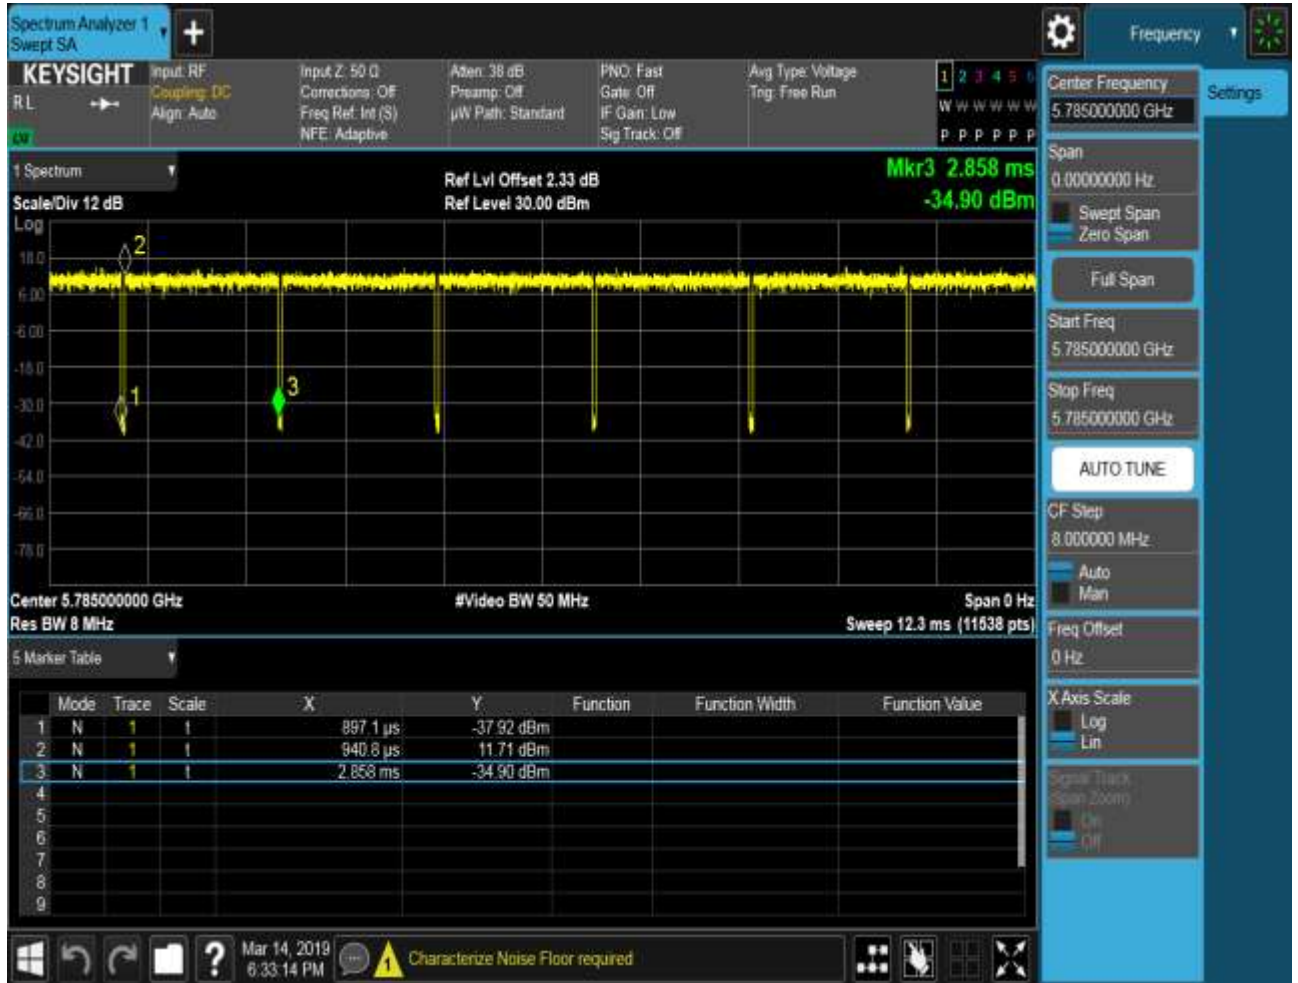 Spectrum Analyzer 1
Swept SA
+
Frequency
KEYSIGHT
RL
Input: RF
Coupling: DC
Align: Auto
Input Z: 50 Ω
Corrections: Off
Freq Ref: Int (S)
NFE: Adaptive
Atten: 38 dB
Preamp: Off
µW Path: Standard
PNO: Fast
Gate: Off
IF Gain: Low
Sig Track: Off
Avg Type: Voltage
Trig: Free Run
1 2 3 4 5 6
W W W W W W
P P P P P P
Center Frequency
5.785000000 GHz
Settings
Span
0.00000000 Hz
Swept Span
Zero Span
Full Span
Start Freq
5.785000000 GHz
Stop Freq
5.785000000 GHz
AUTO TUNE
CF Step
8.000000 MHz
Auto
Man
Freq Offset
0 Hz
X Axis Scale
Log
Lin
Signal Track
(Span Zoom)
On
Off
1 Spectrum
Scale/Div 12 dB
Ref Lvl Offset 2.33 dB
Ref Level 30.00 dBm
Mkr3 2.858 ms
-34.90 dBm
Log
18.0
6.00
-6.00
-18.0
-30.0
-42.0
-54.0
-66.0
-78.0
2
1
3
Center 5.785000000 GHz
#Video BW 50 MHz
Span 0 Hz
Res BW 8 MHz
Sweep 12.3 ms (11538 pts)
5 Marker Table
Mode Trace Scale X Y Function Function Width Function Value
1 N 1 t 897.1 µs -37.92 dBm
2 N 1 t 940.8 µs 11.71 dBm
3 N 1 t 2.858 ms -34.90 dBm
4
5
6
7
8
9
?
Mar 14, 2019
6:33:14 PM
1
Characterize Noise Floor required